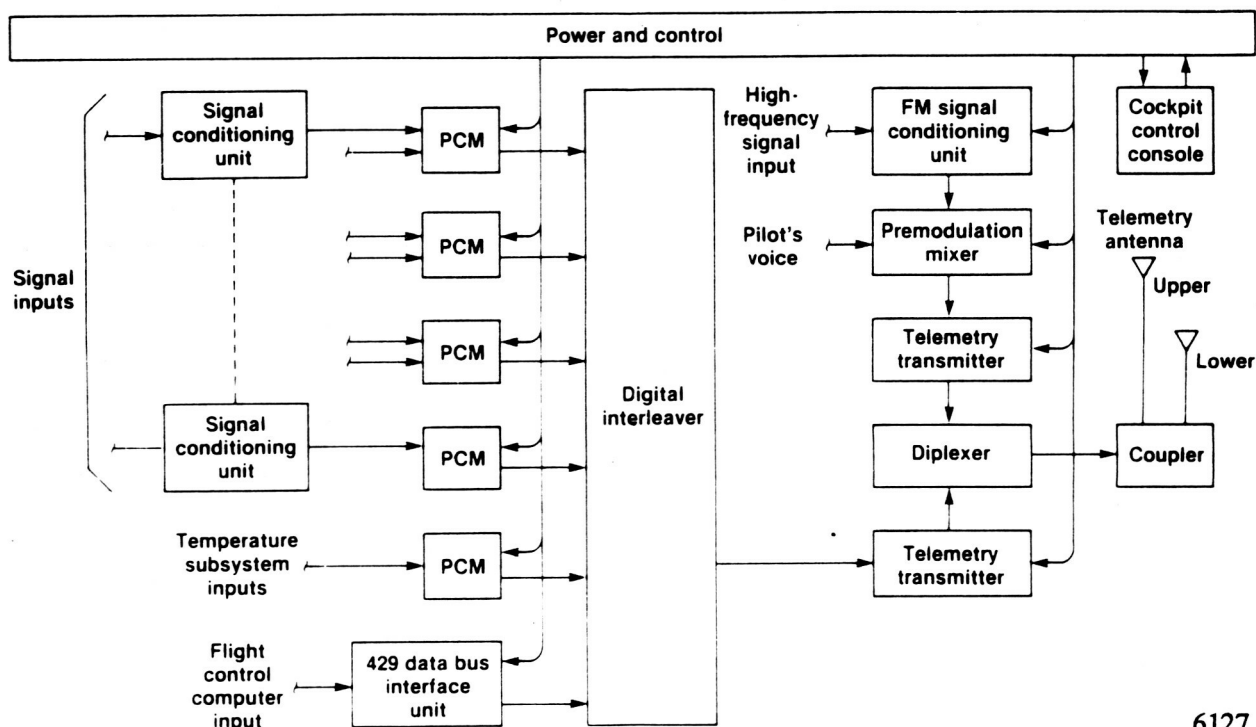 Power and control
Signal
conditioning
unit
PCM
PCM
PCM
Signal
inputs
Signal
conditioning
unit
PCM
Temperature
subsystem
inputs
PCM
Flight
control
computer
input
429 data bus
interface
unit
Digital
interleaver
High-
frequency
signal
input
FM signal
conditioning
unit
Pilot's
voice
Premodulation
mixer
Telemetry
transmitter
Diplexer
Telemetry
transmitter
Cockpit
control
console
Telemetry
antenna
Upper
Lower
Coupler
6127